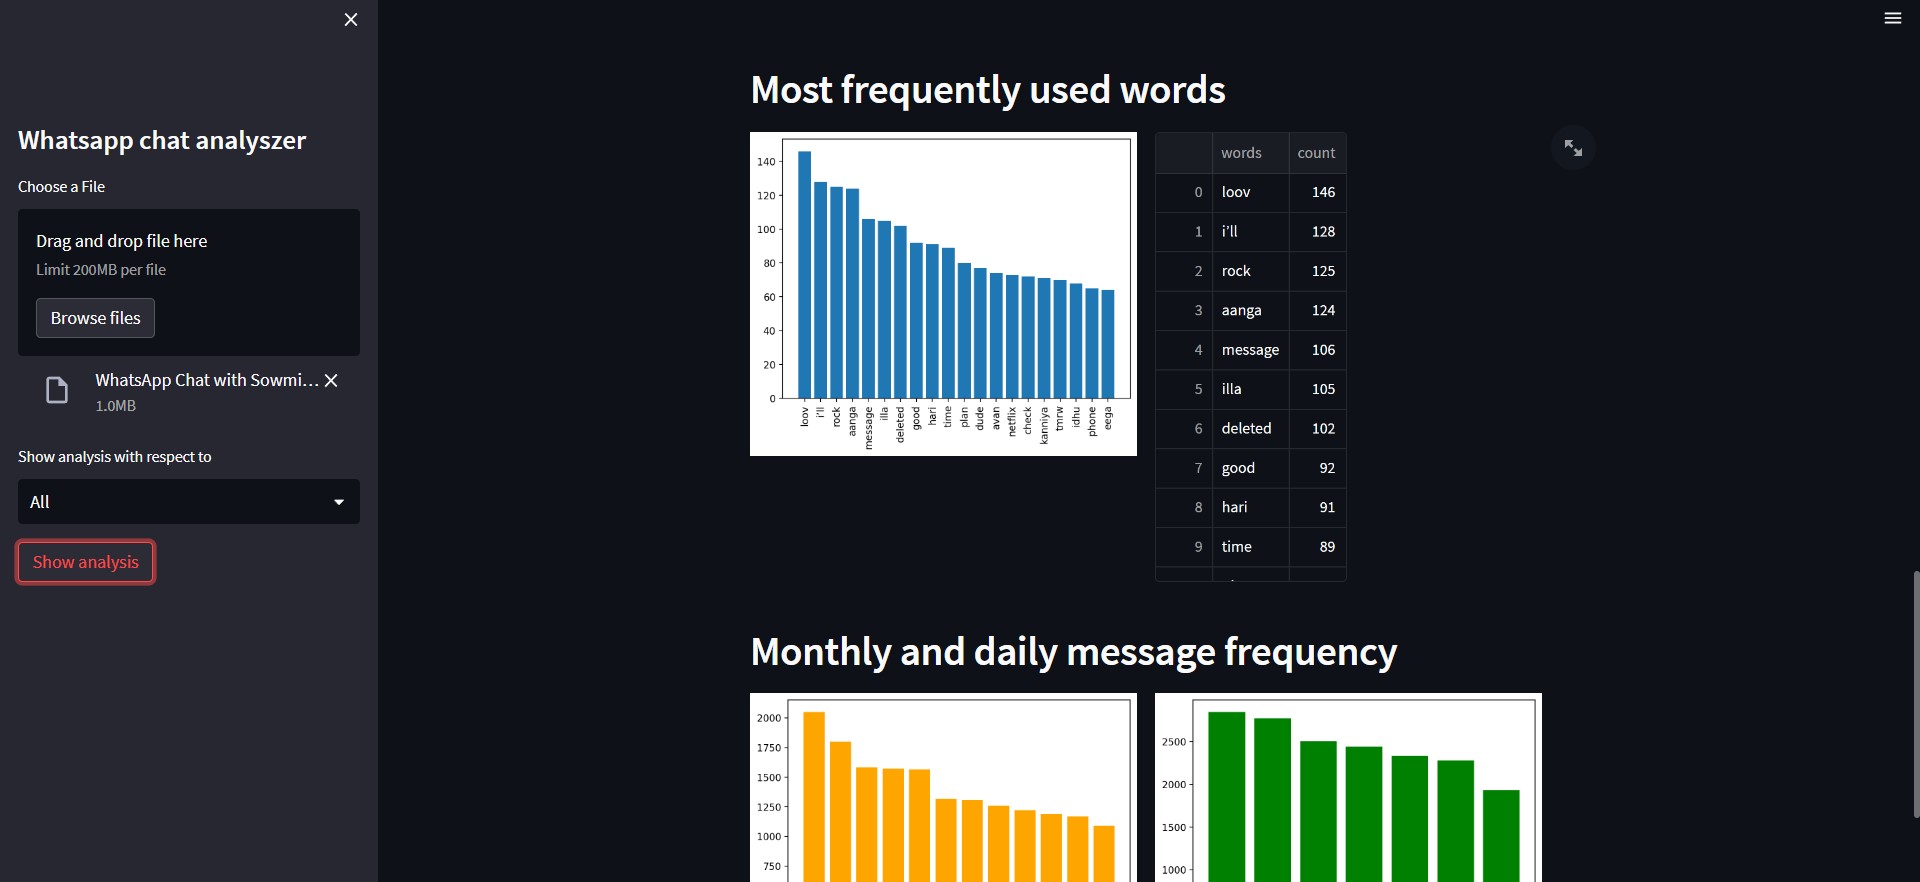 Whatsapp chat analyszer
Choose a File
Drag and drop file here
Limit 200MB per file
Browse files
WhatsApp Chat with Sowmi...
1.0MB
Show analysis with respect to
All
Show analysis
Most frequently used words
140
120
100
80
60
40
20
0
loov i'll rock aanga message illa deleted good hari time plan dude avan netflix check kanniya tmrw idhu phone eega
words count
0 loov 146
1 i’ll 128
2 rock 125
3 aanga 124
4 message 106
5 illa 105
6 deleted 102
7 good 92
8 hari 91
9 time 89
Monthly and daily message frequency
2000
1750
1500
1250
1000
750
2500
2000
1500
1000